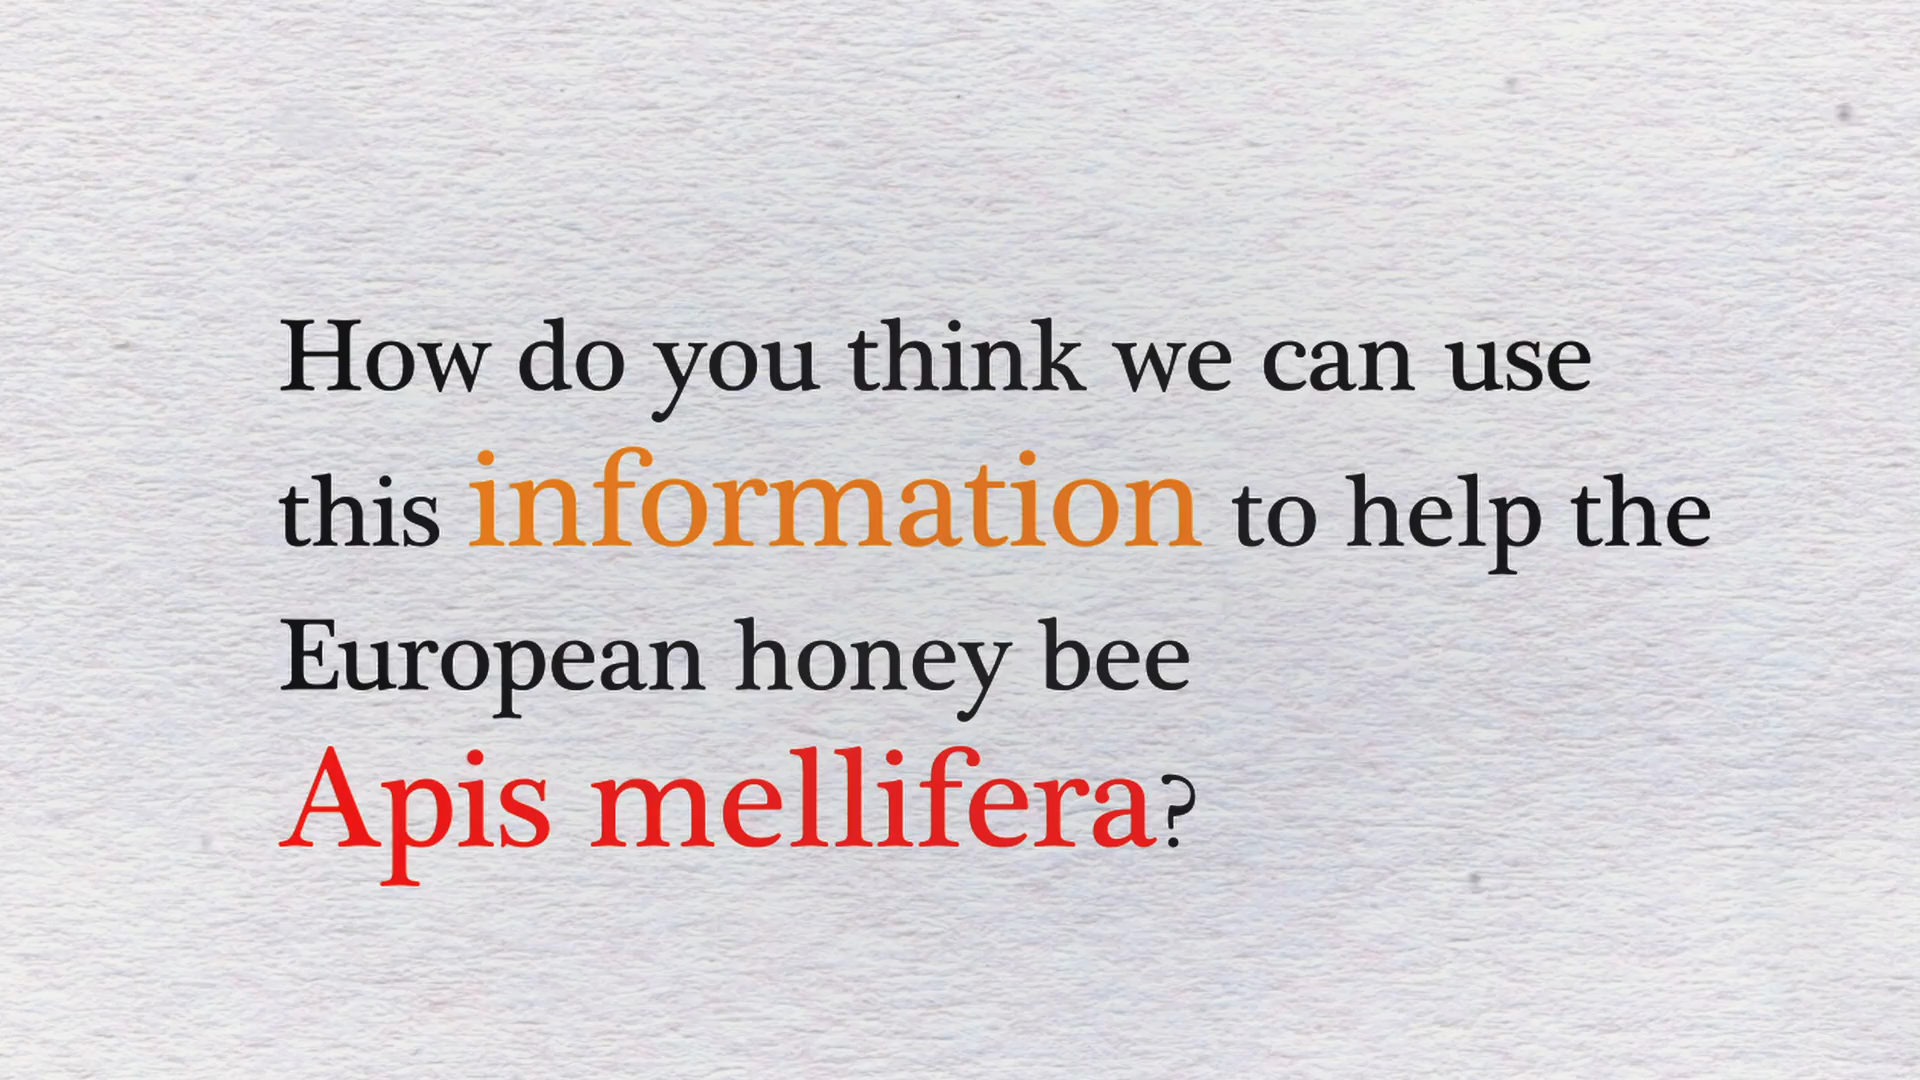 How do you think we can use
this information to help the
European honey bee
Apis mellifera?